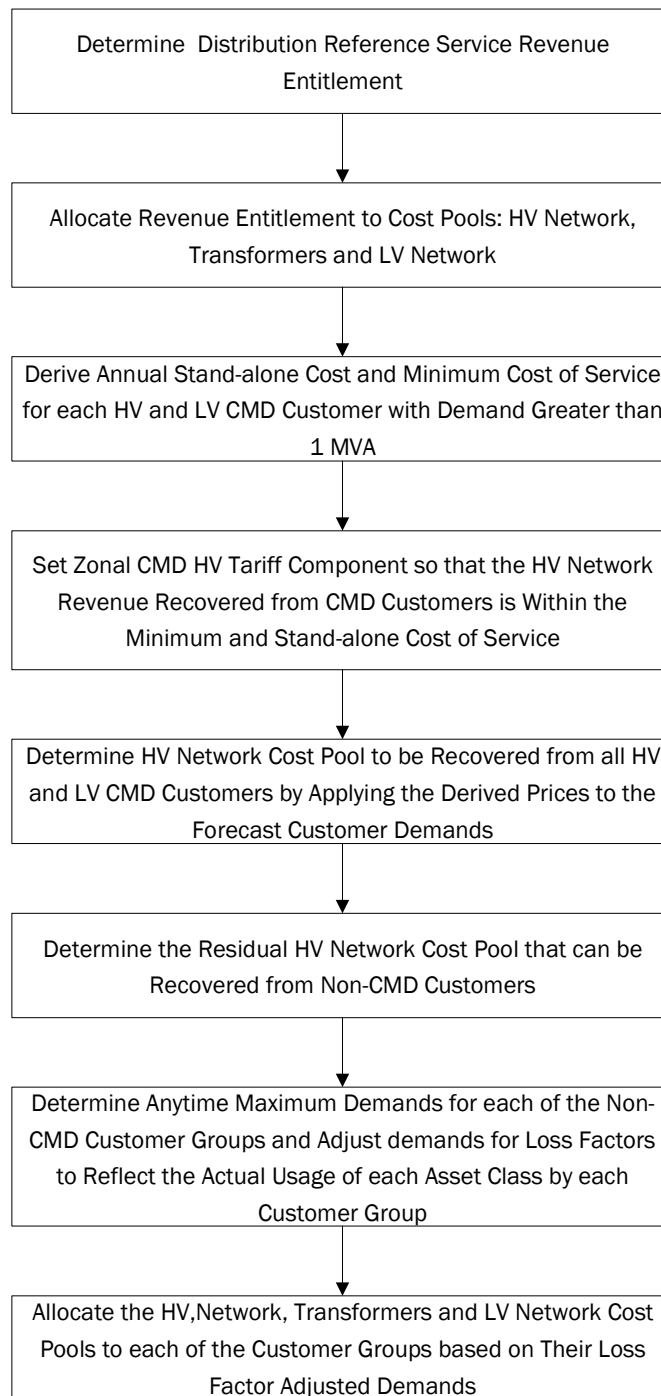 Determine  Distribution Reference Service Revenue
Entitlement
Allocate Revenue Entitlement to Cost Pools: HV Network,
Transformers and LV Network
Derive Annual Stand-alone Cost and Minimum Cost of Service
for each HV and LV CMD Customer with Demand Greater than
1 MVA
Set Zonal CMD HV Tariff Component so that the HV Network
Revenue Recovered from CMD Customers is Within the
Minimum and Stand-alone Cost of Service
Determine HV Network Cost Pool to be Recovered from all HV
and LV CMD Customers by Applying the Derived Prices to the
Forecast Customer Demands
Determine the Residual HV Network Cost Pool that can be
Recovered from Non-CMD Customers
Determine Anytime Maximum Demands for each of the Non-
CMD Customer Groups and Adjust demands for Loss Factors
to Reflect the Actual Usage of each Asset Class by each
Customer Group
Allocate the HV,Network, Transformers and LV Network Cost
Pools to each of the Customer Groups based on Their Loss
Factor Adjusted Demands